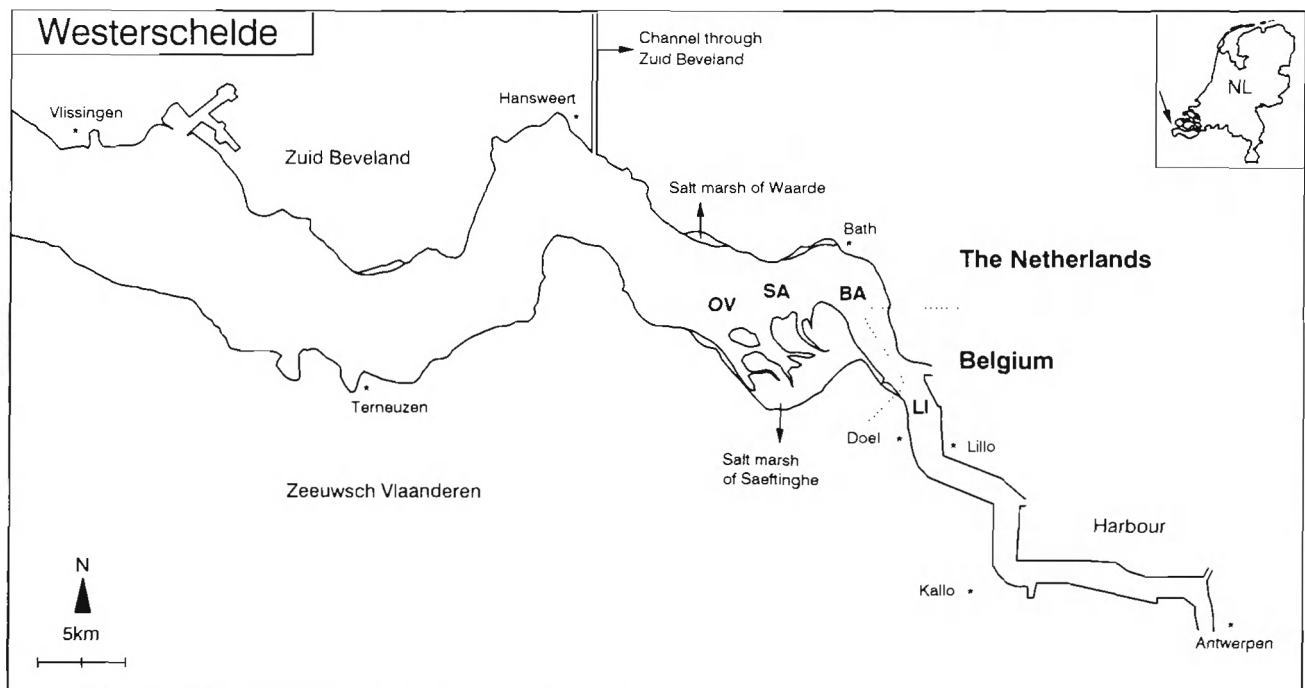 Westerschelde
Channel through
Zuid Beveland
NL
Vlissingen
Hansweert
Zuid Beveland
Salt marsh of Waarde
Bath
The Netherlands
OV
SA
BA
Belgium
LI
Terneuzen
Doel
Lillo
Salt marsh
of Saeftinghe
Zeeuwsch Vlaanderen
Harbour
N
Kallo
5km
Antwerpen